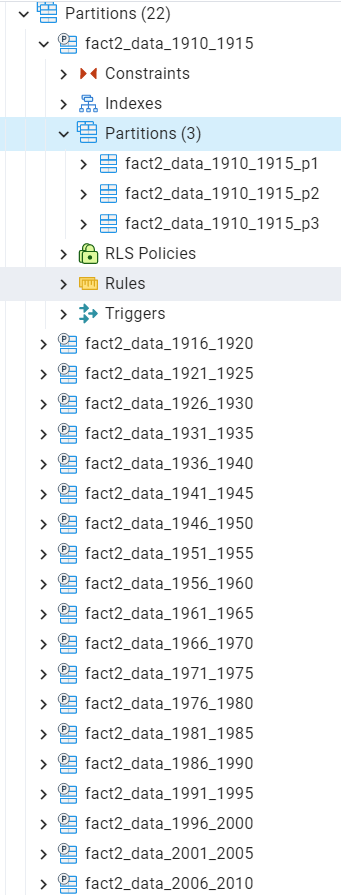 Partitions (22)
fact2_data_1910_1915
Constraints
Indexes
Partitions (3)
fact2_data_1910_1915_p1
fact2_data_1910_1915_p2
fact2_data_1910_1915_p3
RLS Policies
Rules
Triggers
fact2_data_1916_1920
fact2_data_1921_1925
fact2_data_1926_1930
fact2_data_1931_1935
fact2_data_1936_1940
fact2_data_1941_1945
fact2_data_1946_1950
fact2_data_1951_1955
fact2_data_1956_1960
fact2_data_1961_1965
fact2_data_1966_1970
fact2_data_1971_1975
fact2_data_1976_1980
fact2_data_1981_1985
fact2_data_1986_1990
fact2_data_1991_1995
fact2_data_1996_2000
fact2_data_2001_2005
fact2_data_2006_2010